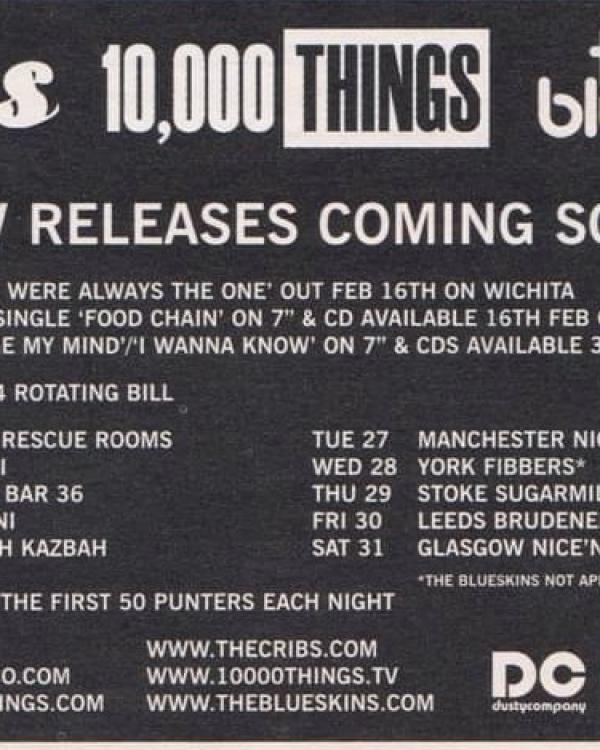 s 10,000 THINGS bl
RELEASES COMING SO
WERE ALWAYS THE ONE' OUT FEB 16TH ON WICHITA
SINGLE 'FOOD CHAIN' ON 7" & CD AVAILABLE 16TH FEB
E MY MIND'/'I WANNA KNOW' ON 7" & CDS AVAILABLE 3
4 ROTATING BILL
RESCUE ROOMS TUE 27 MANCHESTER NI
I WED 28 YORK FIBBERS*
BAR 36 THU 29 STOKE SUGARMIL
NI FRI 30 LEEDS BRUDENE
H KAZBAH SAT 31 GLASGOW NICE'N
*THE BLUESKINS NOT AP
THE FIRST 50 PUNTERS EACH NIGHT
WWW.THECRIBS.COM
O.COM WWW.10000THINGS.TV
INGS.COM WWW.THEBLUESKINS.COM
DC
dustycompany